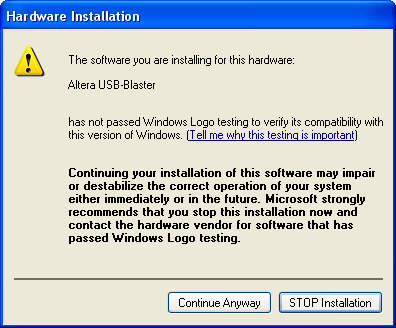 Hardware Installation
The software you are installing for this hardware:
Altera USB-Blaster
has not passed Windows Logo testing to verify its compatibility with
this version of Windows. (Tell me why this testing is important)
Continuing your installation of this software may impair
or destabilize the correct operation of your system
either immediately or in the future. Microsoft strongly
recommends that you stop this installation now and
contact the hardware vendor for software that has
passed Windows Logo testing.
Continue Anyway
STOP Installation